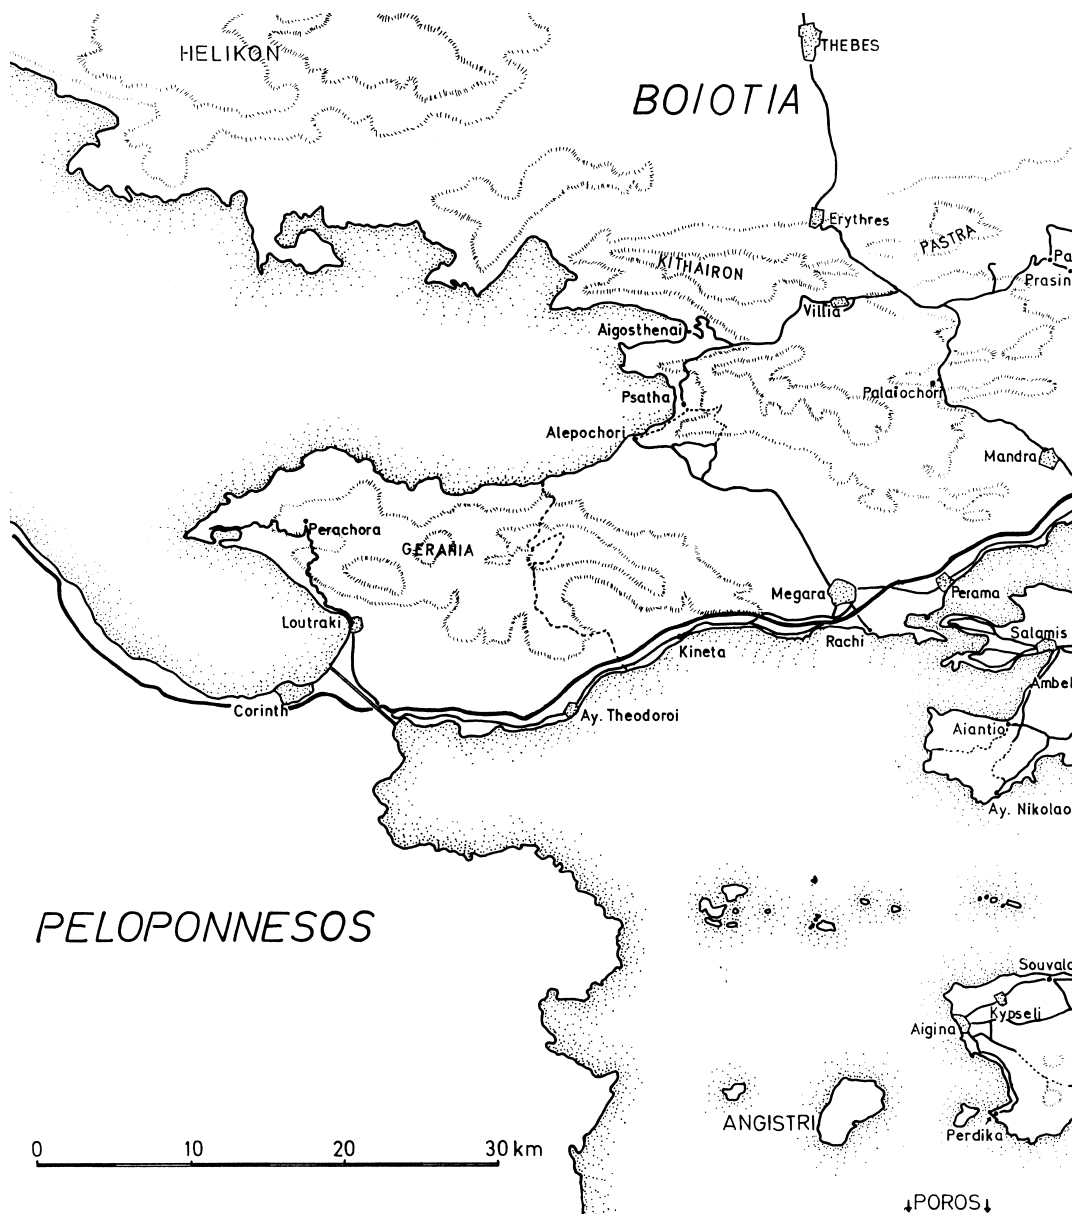 HELIKON
THEBES
BOIOTIA
Erythres
PASTRA
KITHAIRON
Pa
Prasin
Villia
Aigosthenai
Psatha
Palaiochori
Alepochori
Mandra
Perachora
GERANIA
Megara
Perama
Loutraki
Salamis
Kineta
Rachi
Ambel
Corinth
Ay. Theodoroi
Aiantio
Ay. Nikolao
PELOPONNESOS
Souvala
Kypseli
Aigina
ANGISTRI
Perdika
0 10 20 30 km
↓POROS↓